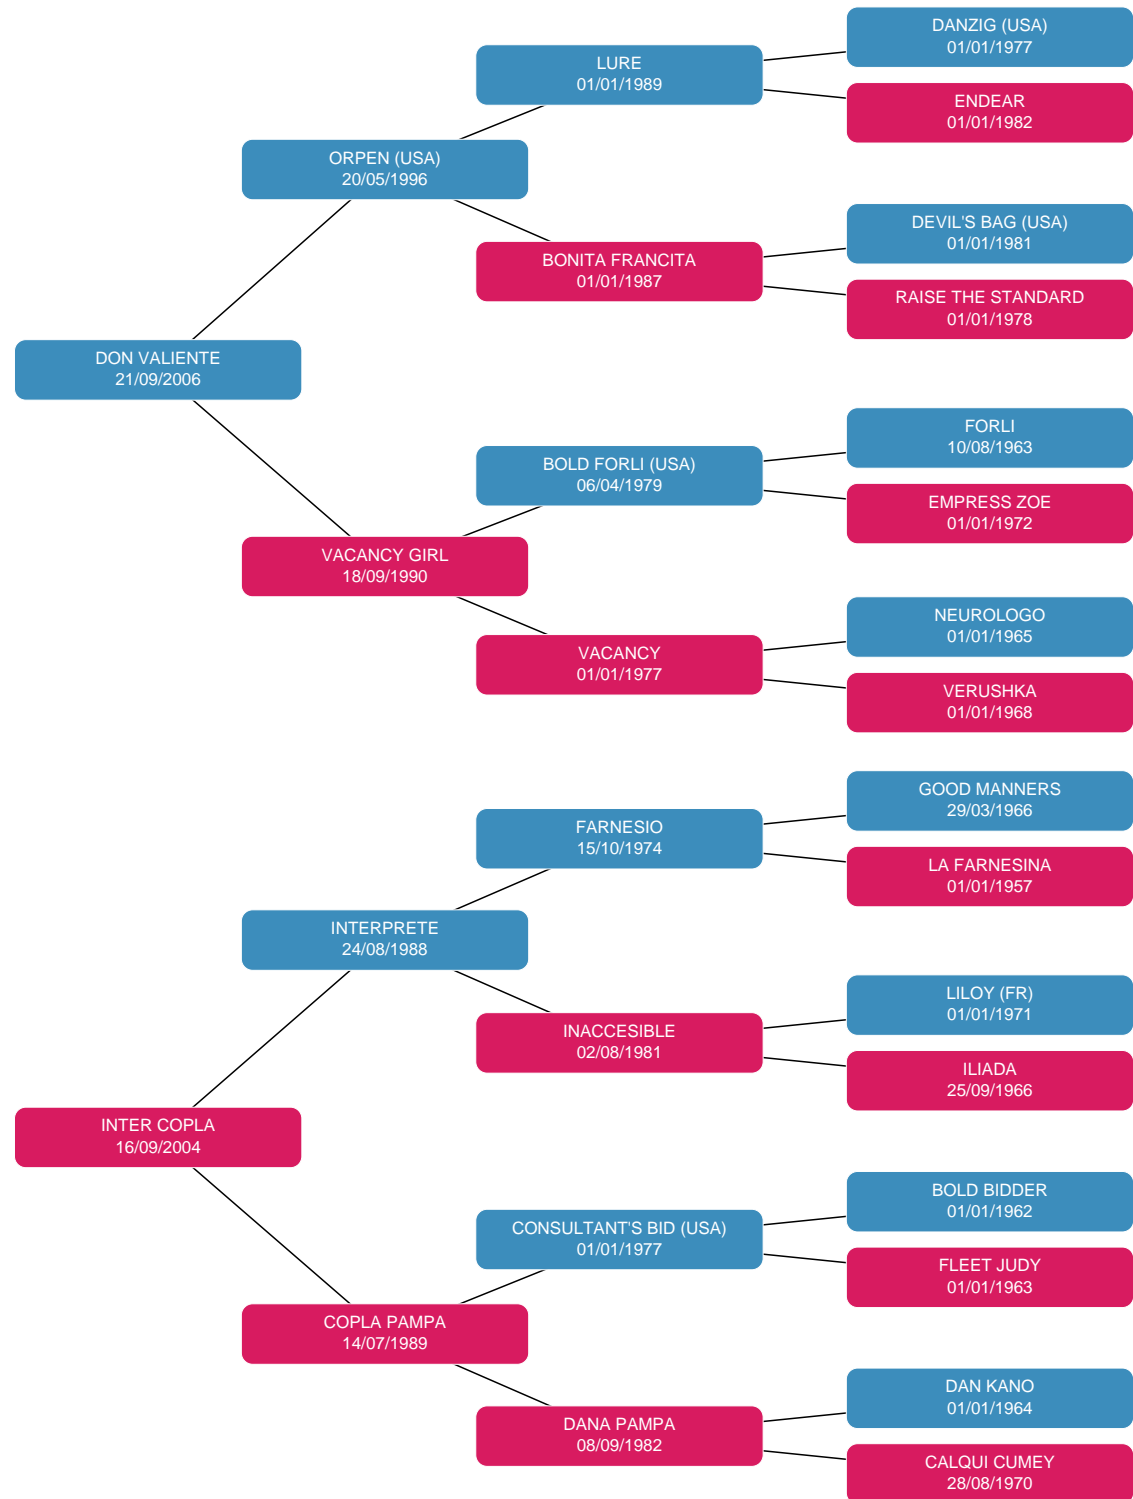 DANZIG (USA)
01/01/1977
LURE
01/01/1989
ENDEAR
01/01/1982
ORPEN (USA)
20/05/1996
DEVIL'S BAG (USA)
01/01/1981
BONITA FRANCITA
01/01/1987
RAISE THE STANDARD
01/01/1978
DON VALIENTE
21/09/2006
FORLI
10/08/1963
BOLD FORLI (USA)
06/04/1979
EMPRESS ZOE
01/01/1972
VACANCY GIRL
18/09/1990
NEUROLOGO
01/01/1965
VACANCY
01/01/1977
VERUSHKA
01/01/1968
GOOD MANNERS
29/03/1966
FARNESIO
15/10/1974
LA FARNESINA
01/01/1957
INTERPRETE
24/08/1988
LILOY (FR)
01/01/1971
INACCESIBLE
02/08/1981
ILIADA
25/09/1966
INTER COPLA
16/09/2004
BOLD BIDDER
01/01/1962
CONSULTANT'S BID (USA)
01/01/1977
FLEET JUDY
01/01/1963
COPLA PAMPA
14/07/1989
DAN KANO
01/01/1964
DANA PAMPA
08/09/1982
CALQUI CUMEY
28/08/1970